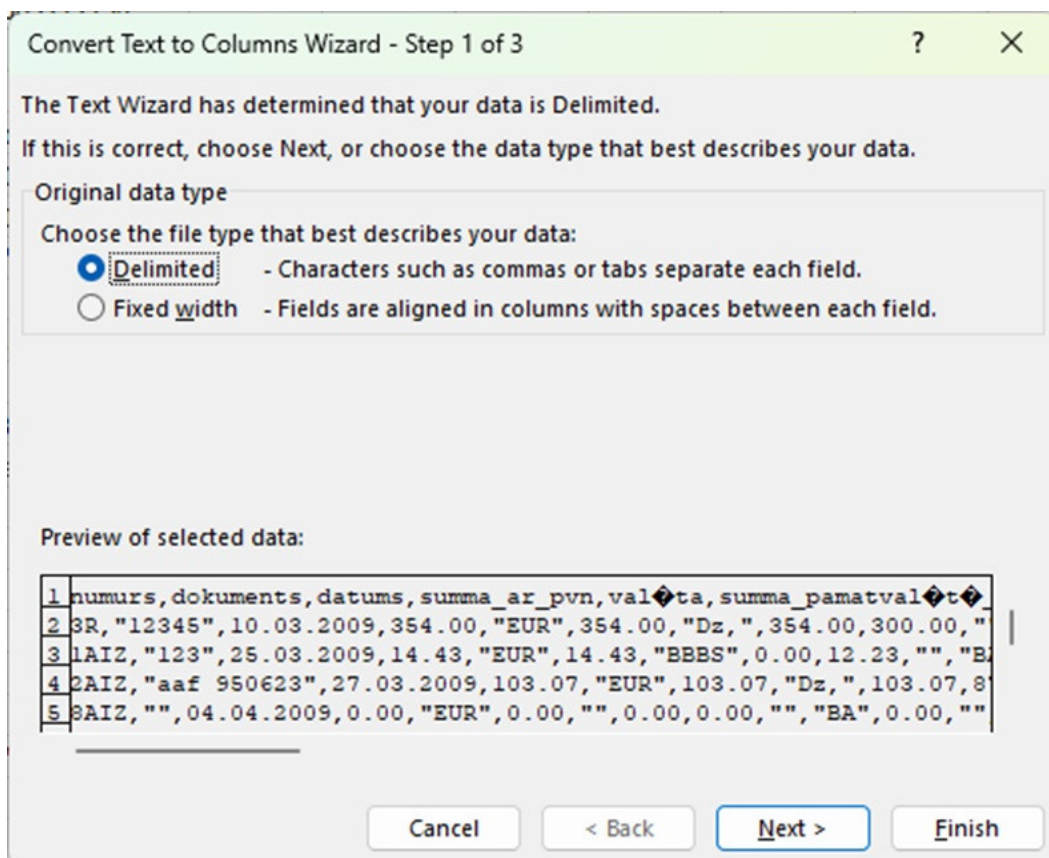 Convert Text to Columns Wizard - Step 1 of 3 ?
The Text Wizard has determined that your data is Delimited.
If this is correct, choose Next, or choose the data type that best describes your data.
Original data type
Choose the file type that best describes your data:
Delimited - Characters such as commas or tabs separate each field.
Fixed width - Fields are aligned in columns with spaces between each field.
Preview of selected data:
1 numurs,dokuments,datums,summa_ar_pvn,val�ta,summa_pamatval�t�_
2 3R,"12345",10.03.2009,354.00,"EUR",354.00,"Dz,",354.00,300.00,"
3 1AIZ,"123",25.03.2009,14.43,"EUR",14.43,"BBBS",0.00,12.23,"","B
4 2AIZ,"aaf 950623",27.03.2009,103.07,"EUR",103.07,"Dz,",103.07,8
5 8AIZ,"",04.04.2009,0.00,"EUR",0.00,"",0.00,0.00,"","BA",0.00,""
Cancel < Back Next > Finish